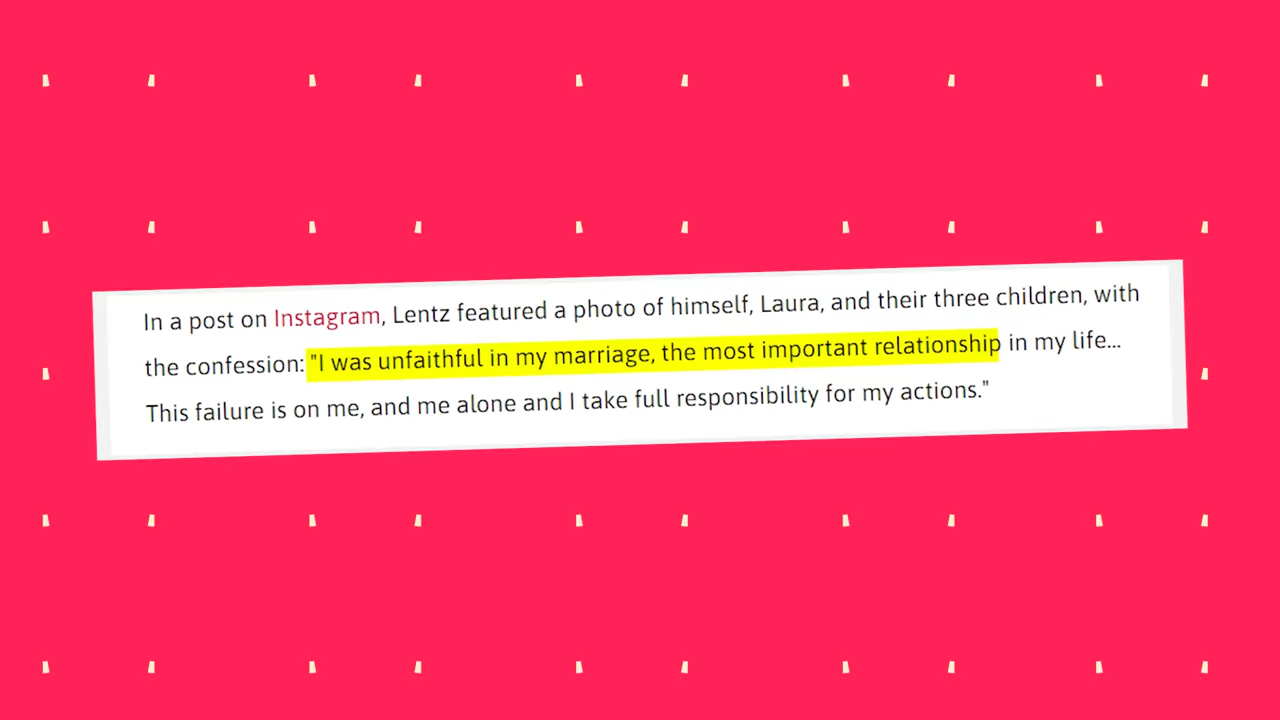 In a post on Instagram, Lentz featured a photo of himself, Laura, and their three children, with
the confession: "I was unfaithful in my marriage, the most important relationship in my life...
This failure is on me, and me alone and I take full responsibility for my actions."